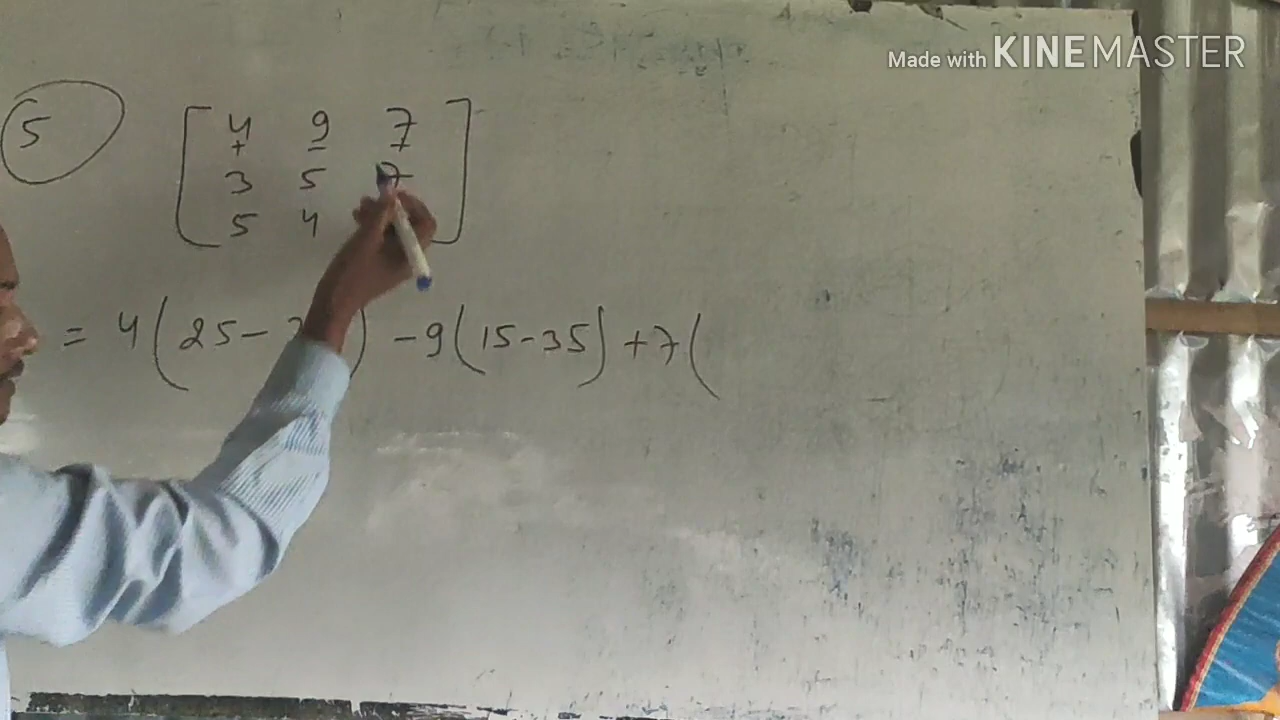 Made with KINEMASTER
5
4 9 7
+ - +
3 5 7
5 4
= 4(25- ) -9(15-35) +7(